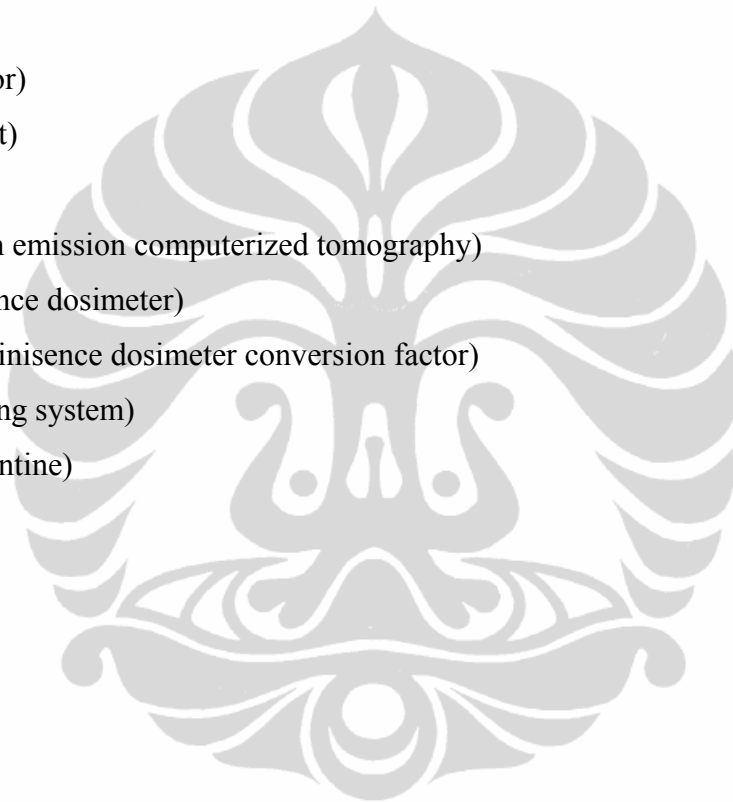 or)
t)
n emission computerized tomography)
nce dosimeter)
inisence dosimeter conversion factor)
ng system)
ntine)